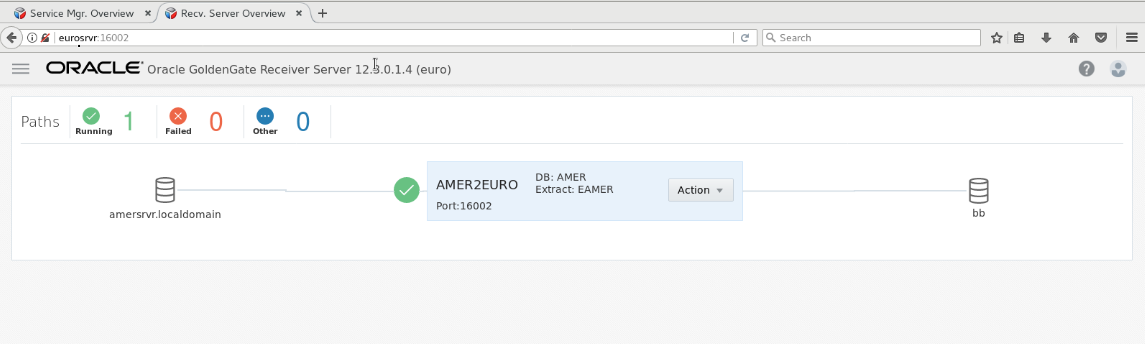 Service Mgr. Overview × Recv. Server Overview × +
eurosrvr:16002 Search
ORACLE Oracle GoldenGate Receiver Server 12.3.0.1.4 (euro)
Paths Running 1 Failed 0 Other 0
AMER2EURO DB: AMER
Extract: EAMER
Action
Port:16002
amersrvr.localdomain
bb